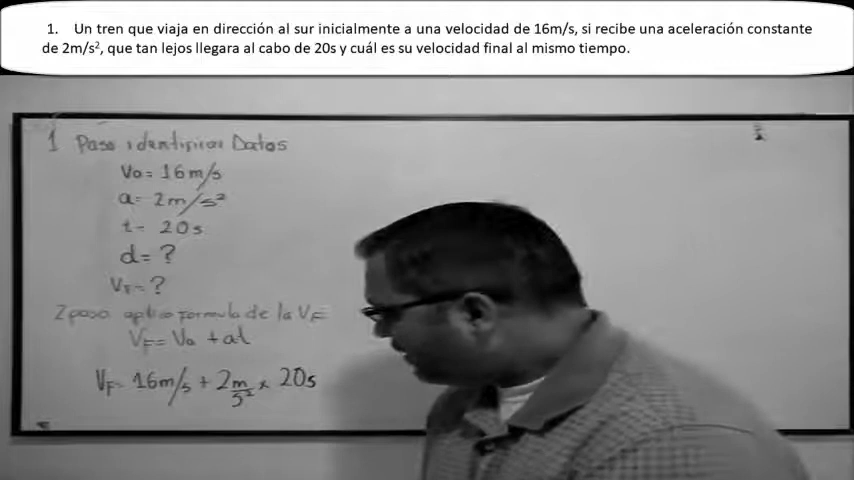 1. Un tren que viaja en dirección al sur inicialmente a una velocidad de 16m/s, si recibe una aceleración constante
de 2m/s², que tan lejos llegara al cabo de 20s y cuál es su velocidad final al mismo tiempo.
1 Paso identificar Datos
Vo = 16 m/s
a = 2 m/s²
t = 20s
d = ?
VF = ?
2 paso aplico formula de la VF
VF = Vo + at
VF = 16 m/s + 2 m/s² x 20s